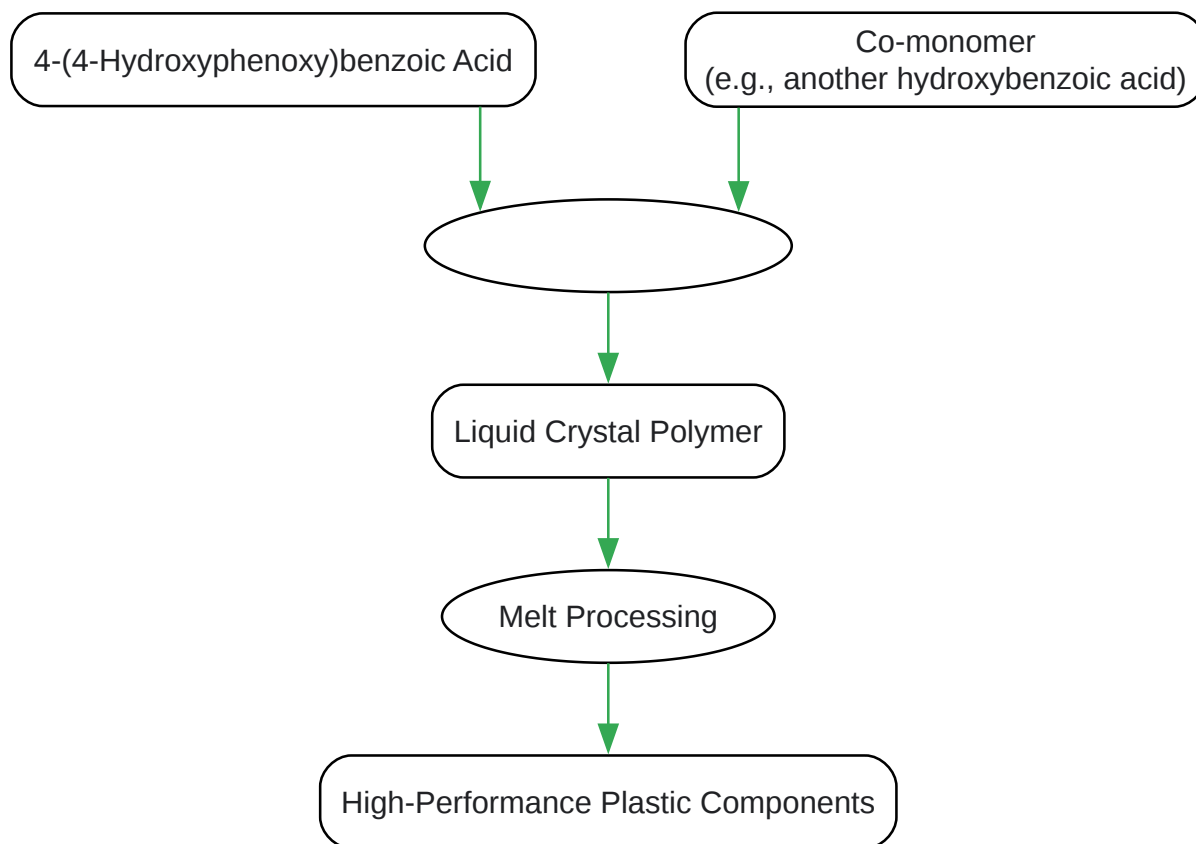 4-(4-Hydroxyphenoxy)benzoic Acid
Co-monomer
(e.g., another hydroxybenzoic acid)
Liquid Crystal Polymer
Melt Processing
High-Performance Plastic Components